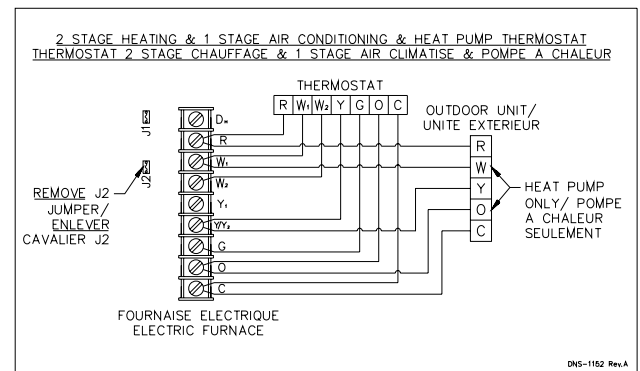 2 STAGE HEATING & 1 STAGE AIR CONDITIONING & HEAT PUMP THERMOSTAT
THERMOSTAT 2 STAGE CHAUFFAGE & 1 STAGE AIR CLIMATISE & POMPE A CHALEUR
THERMOSTAT
R W1 W2 Y G O C
OUTDOOR UNIT/
UNITE EXTERIEUR
R
W
Y
O
C
HEAT PUMP
ONLY/ POMPE
A CHALEUR
SEULEMENT
J1
J2
REMOVE J2
JUMPER/
ENLEVER
CAVALIER J2
DH
R
W1
W2
Y1
Y/Y2
G
O
C
FOURNAISE ELECTRIQUE
ELECTRIC FURNACE
DNS-1152 Rev.A